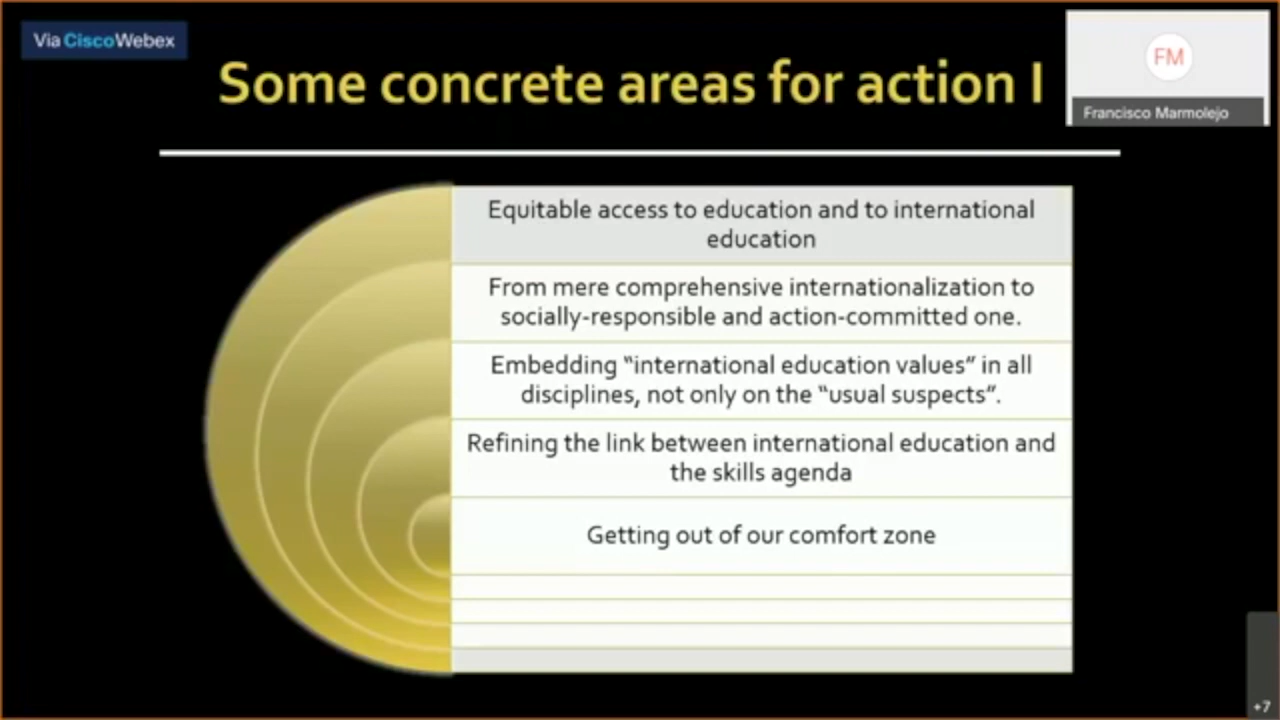 Via CiscoWebex
Some concrete areas for action I
FM
Francisco Marmolejo
Equitable access to education and to international
education
From mere comprehensive internationalization to
socially-responsible and action-committed one.
Embedding “international education values” in all
disciplines, not only on the “usual suspects”.
Refining the link between international education and
the skills agenda
Getting out of our comfort zone
+7